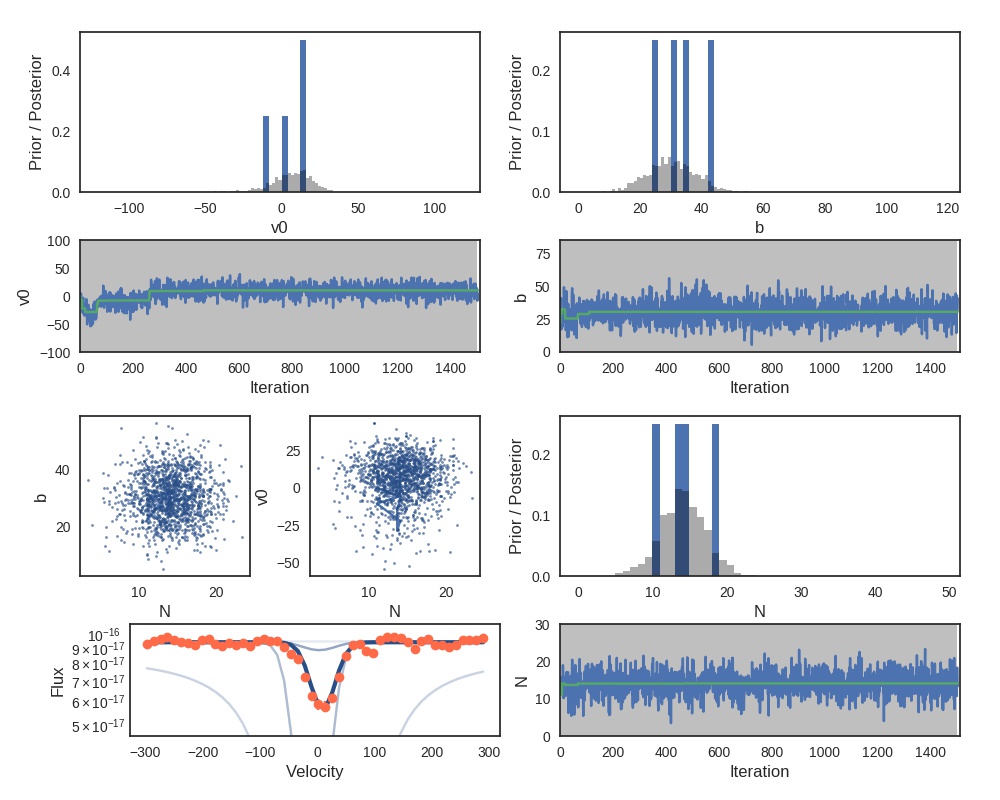 Prior / Posterior
0.4
0.2
0.0
−100 −50 0 50 100
v0
Prior / Posterior
0.2
0.1
0.0
0 20 40 60 80 100 120
b
v0
100
50
0
−50
−100
0 200 400 600 800 1000 1200 1400
Iteration
b
75
50
25
0
0 200 400 600 800 1000 1200 1400
Iteration
b
40
20
10 20
N
v0
25
0
−25
−50
10 20
N
Prior / Posterior
0.2
0.1
0.0
0 10 20 30 40 50
N
Flux
10^−16
9×10^−17
8×10^−17
7×10^−17
6×10^−17
5×10^−17
−300 −200 −100 0 100 200 300
Velocity
N
30
20
10
0
0 200 400 600 800 1000 1200 1400
Iteration